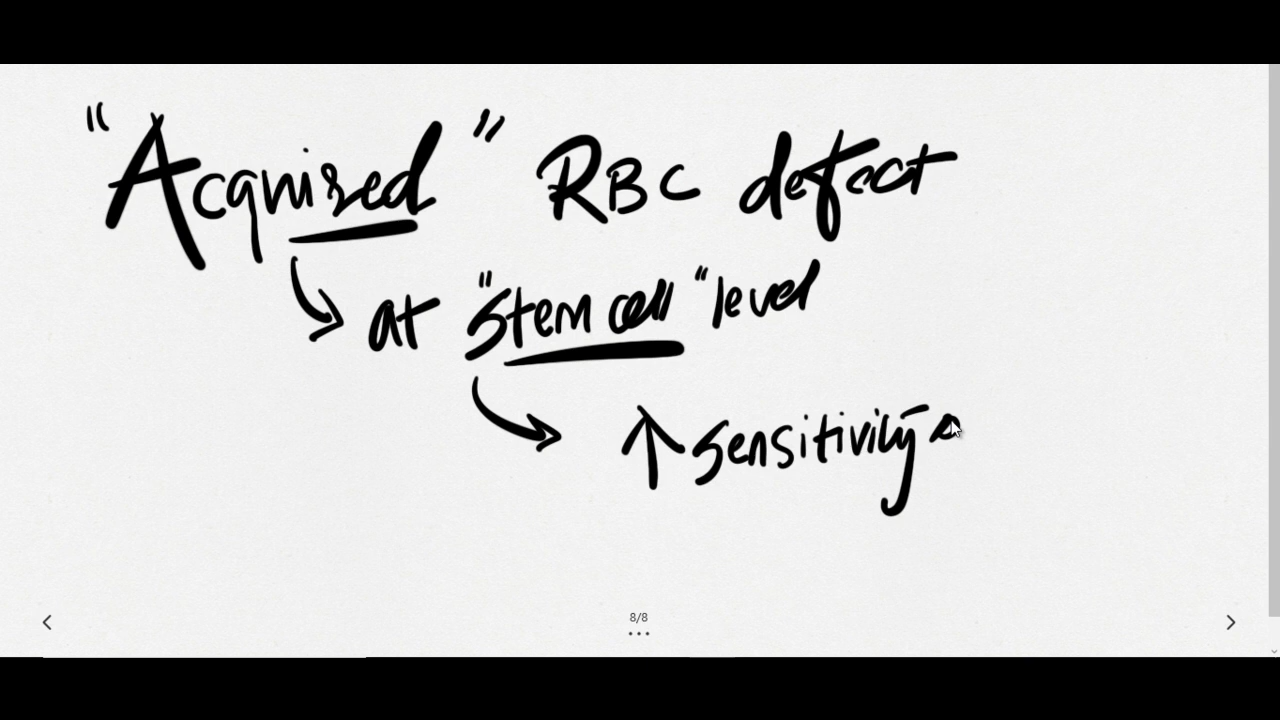 "Acquired" RBC defect
at "stem cell" level
↑ sensitivity
8/8